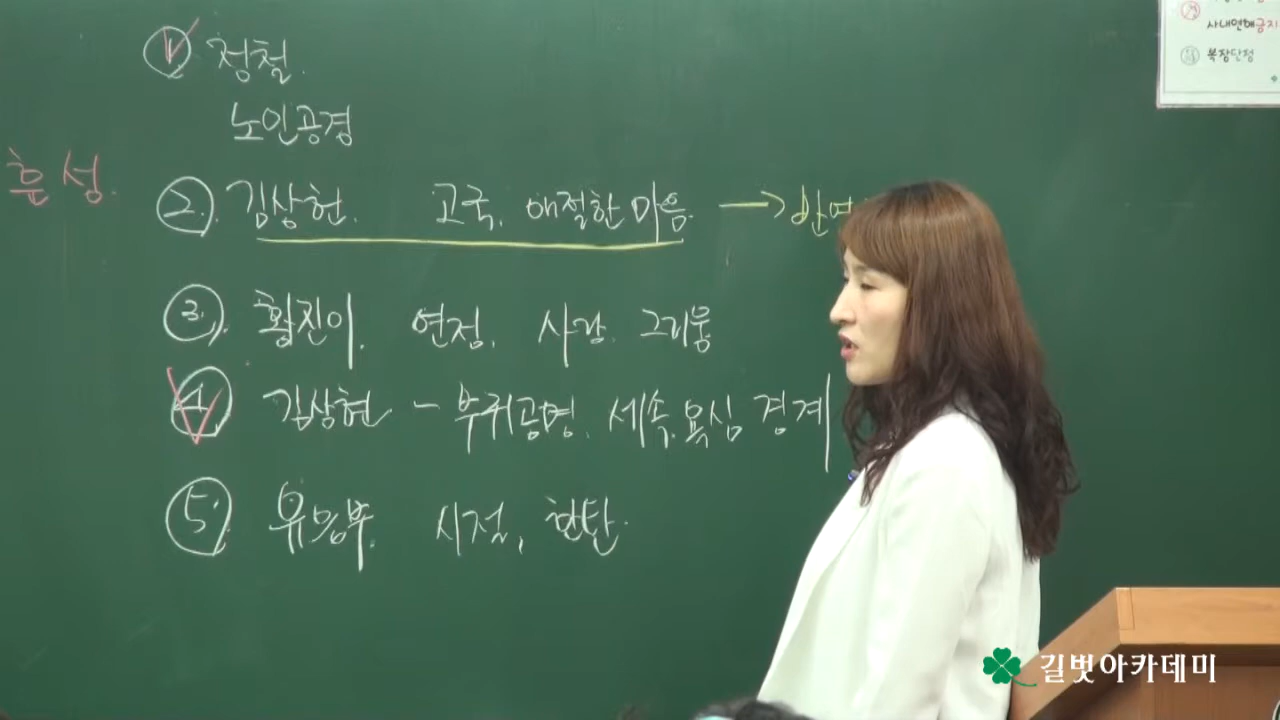 사내연애금지
복장단정
① 정철.
노인공경
훈성.
②. 김상헌. 고국. 애절한 마음. →
③. 황진이. 연정. 사랑. 그리움
④ 김상헌 - 부귀공명. 세속. 욕심 경계
⑤. 유응부. 시절, 한탄.
길벗아카데미